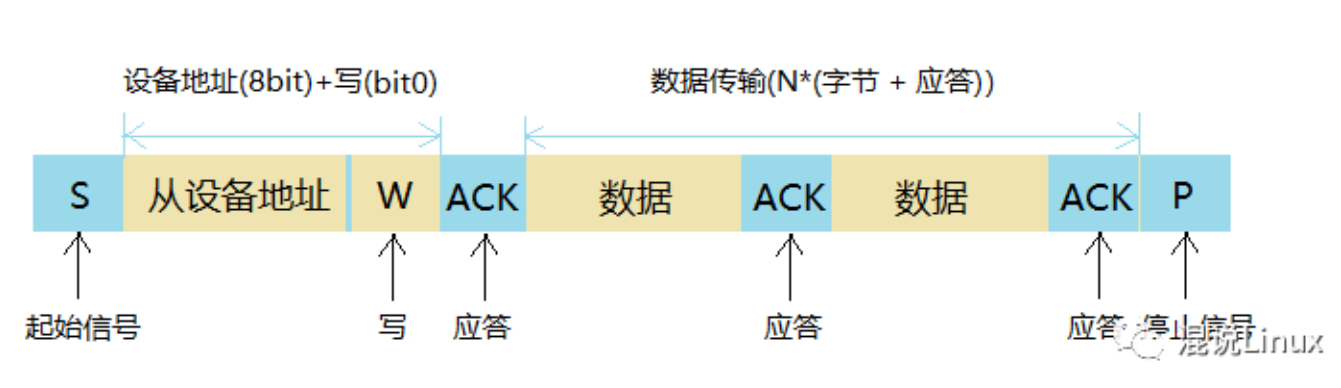 设备地址(8bit)+写(bit0) 数据传输(N*(字节 + 应答))
S 从设备地址 W ACK 数据 ACK 数据 ACK P
起始信号 写 应答 应答 应答 停止信号
混说Linux